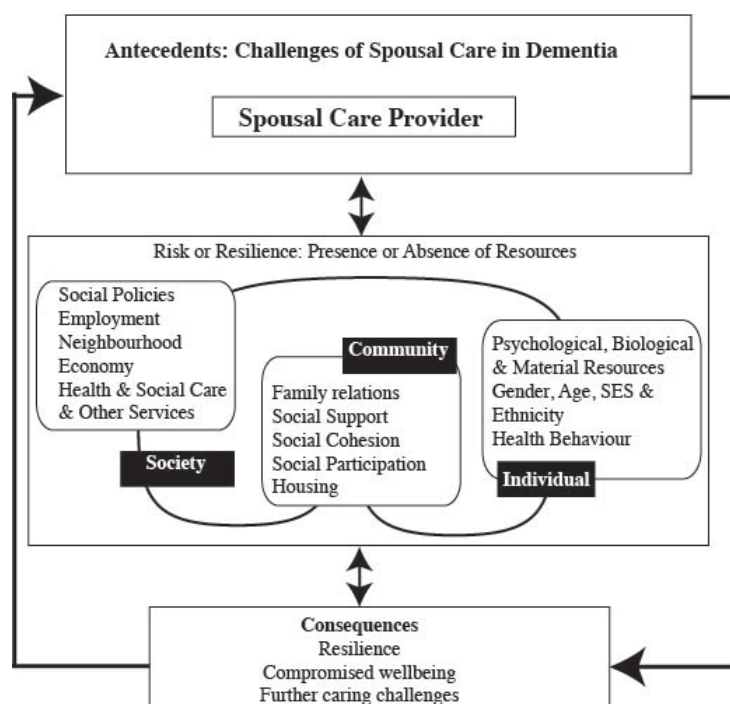 Antecedents: Challenges of Spousal Care in Dementia
Spousal Care Provider
Risk or Resilience: Presence or Absence of Resources
Social Policies
Employment
Neighbourhood
Economy
Health & Social Care
& Other Services
Society
Community
Family relations
Social Support
Social Cohesion
Social Participation
Housing
Psychological, Biological
& Material Resources
Gender, Age, SES &
Ethnicity
Health Behaviour
Individual
Consequences
Resilience
Compromised wellbeing
Further caring challenges